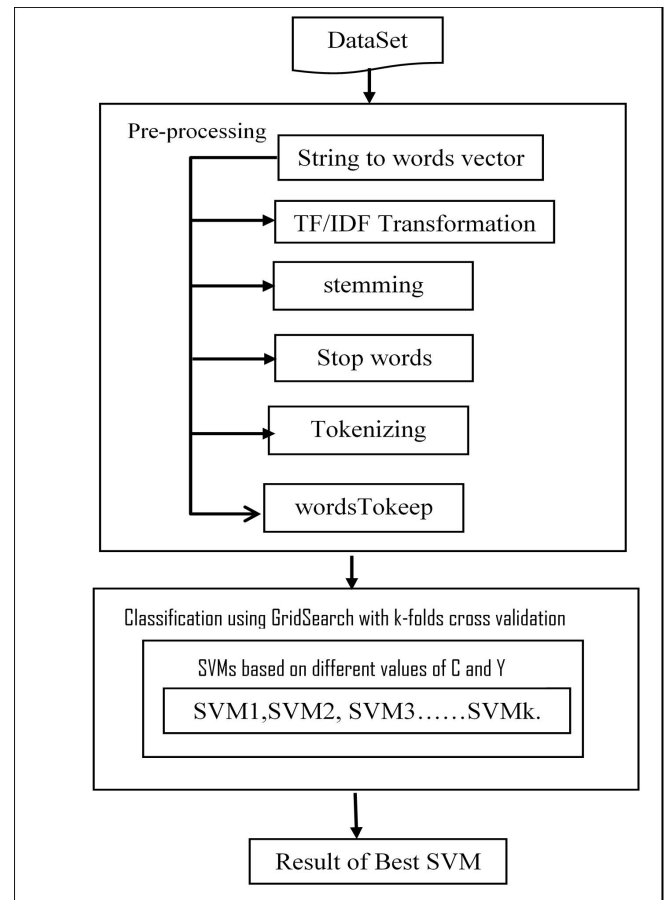 DataSet
Pre-processing
String to words vector
TF/IDF Transformation
stemming
Stop words
Tokenizing
wordsTokeep
Classification using GridSearch with k-folds cross validation
SVMs based on different values of C and Y
SVM1,SVM2, SVM3……SVMk.
Result of Best SVM